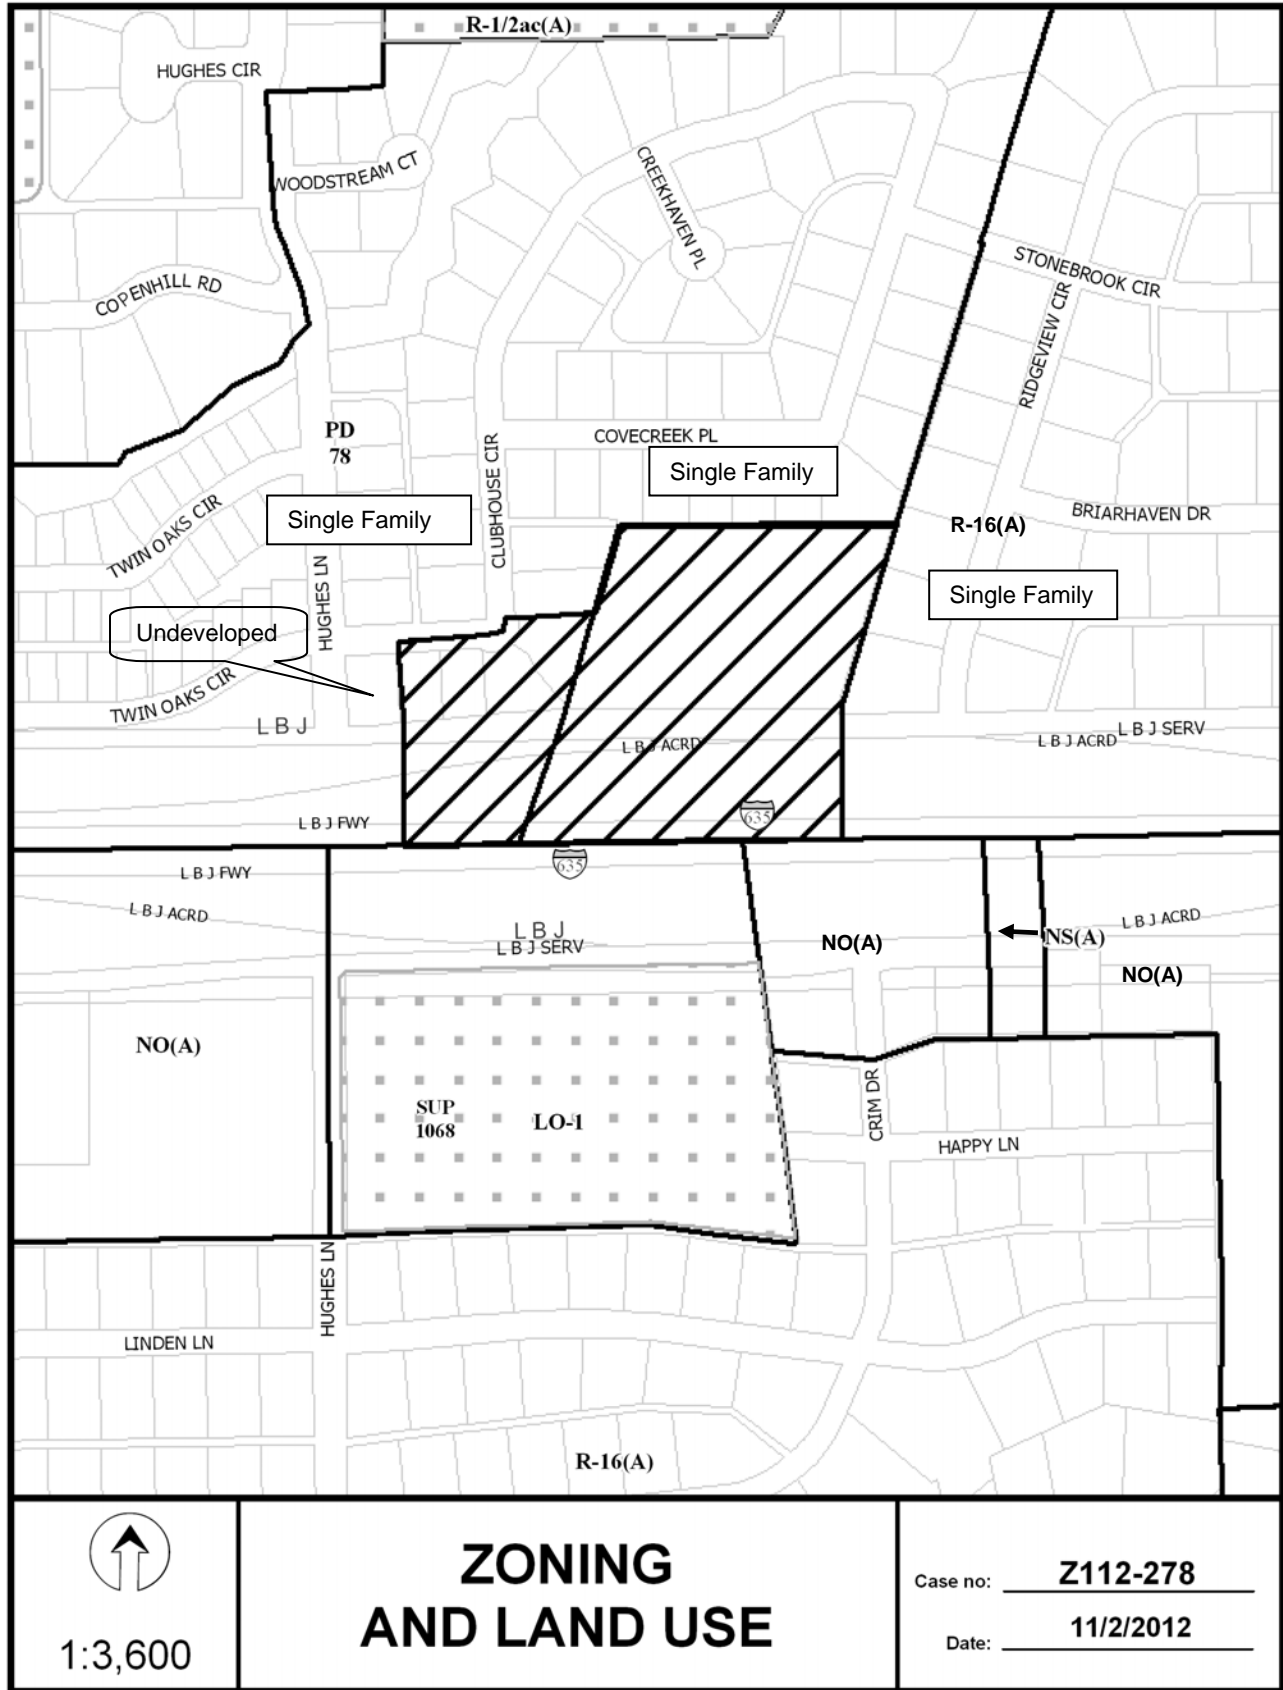 R-1/2ac(A)
HUGHES CIR
WOODSTREAM CT
CREEKHAVEN PL
COPENHILL RD
STONEBROOK CIR
RIDGEVIEW CIR
PD
78
COVECREEK PL
Single Family
CLUBHOUSE CIR
Single Family
TWIN OAKS CIR
R-16(A)
BRIARHAVEN DR
HUGHES LN
Single Family
Undeveloped
TWIN OAKS CIR
L B J
L B J ACRD
L B J ACRD
L B J SERV
L B J FWY
635
635
L B J FWY
L B J ACRD
L B J
L B J SERV
NO(A)
NS(A)
L B J ACRD
NO(A)
NO(A)
SUP
1068
LO-1
CRIM DR
HAPPY LN
HUGHES LN
LINDEN LN
R-16(A)
1:3,600
ZONING
AND LAND USE
Case no: Z112-278
Date: 11/2/2012